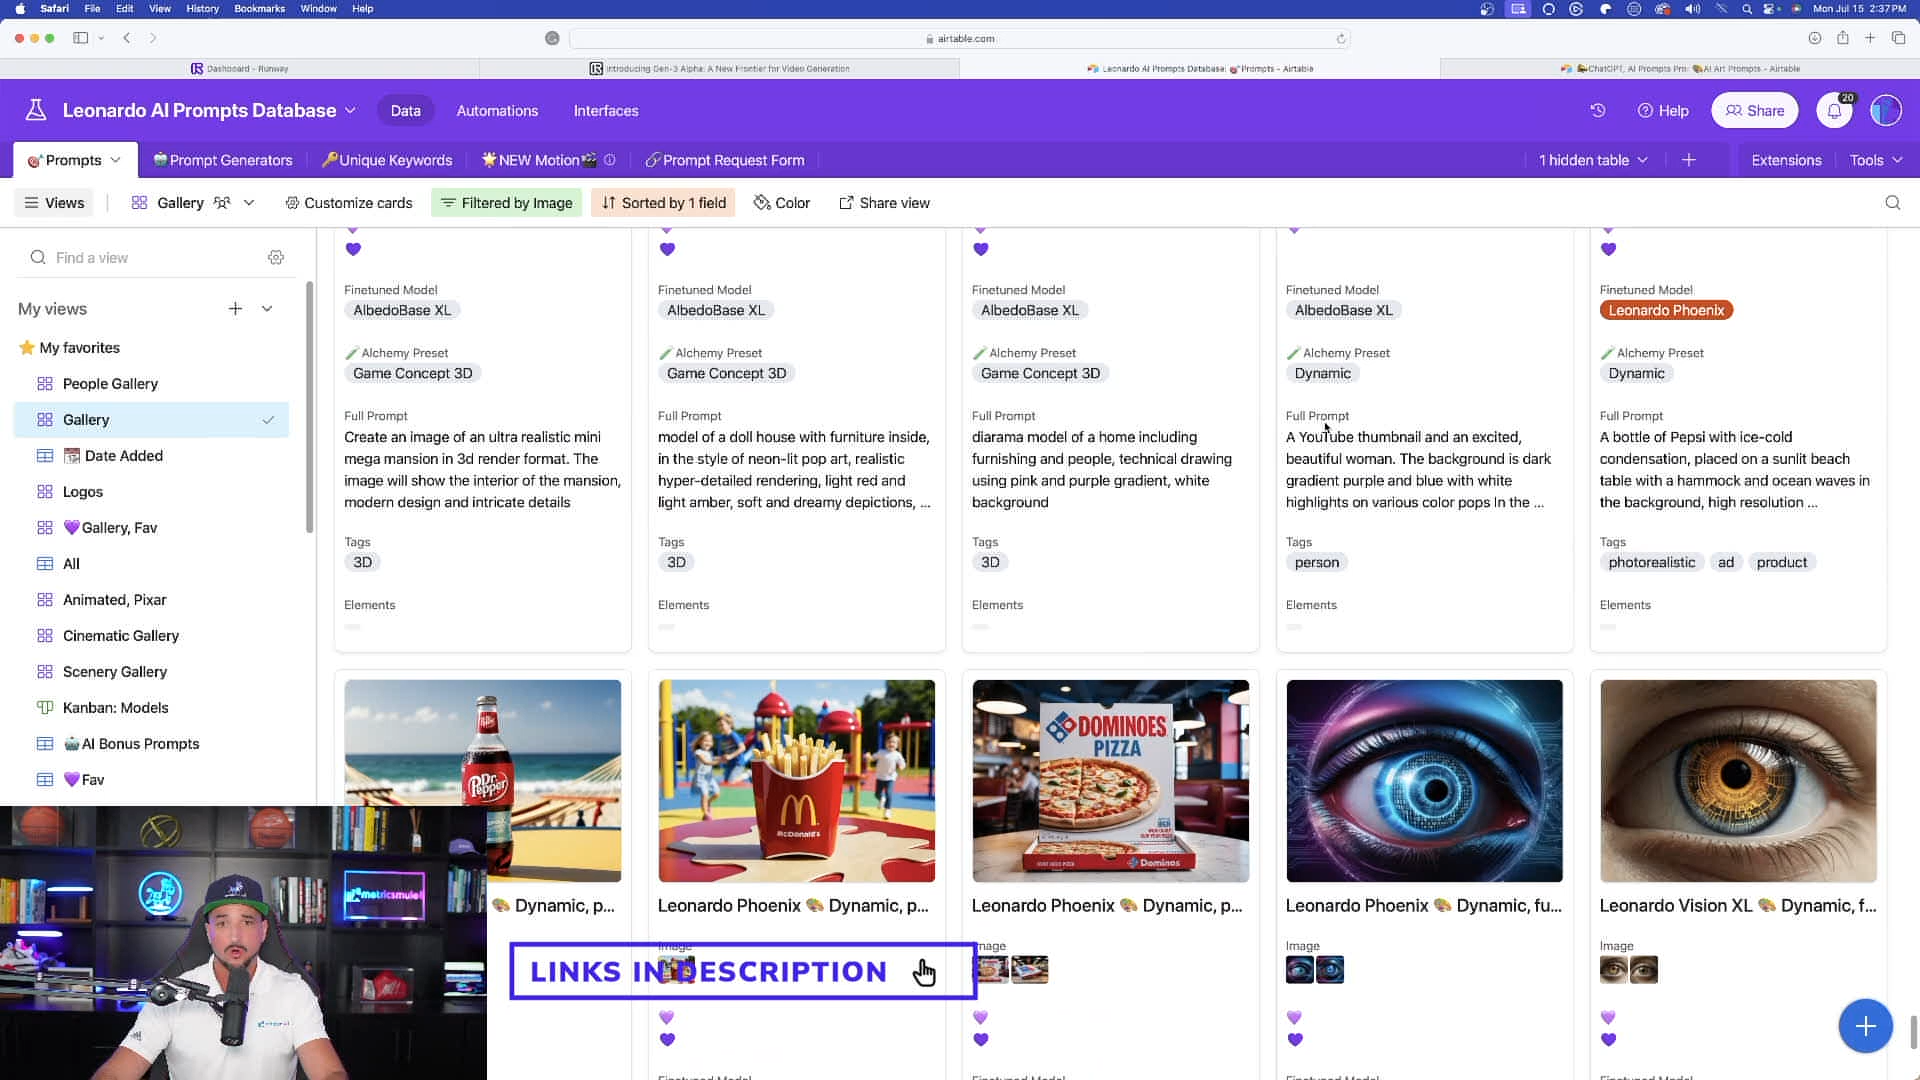 Safari File Edit View History Bookmarks Window Help
Mon Jul 15 2:37PM
airtable.com
Dashboard - Runway
Introducing Gen-3 Alpha: A New Frontier for Video Generation
Leonardo AI Prompts Database: Prompts - Airtable
ChatGPT, AI Prompts Pro: AI Art Prompts - Airtable
Leonardo AI Prompts Database Data Automations Interfaces
Help Share 20
Prompts Prompt Generators Unique Keywords NEW Motion Prompt Request Form
1 hidden table Extensions Tools
Views Gallery Customize cards Filtered by Image Sorted by 1 field Color Share view
Find a view
My views
My favorites
People Gallery
Gallery
Date Added
Logos
Gallery, Fav
All
Animated, Pixar
Cinematic Gallery
Scenery Gallery
Kanban: Models
AI Bonus Prompts
Fav
Finetuned Model
AlbedoBase XL
Alchemy Preset
Game Concept 3D
Full Prompt
Create an image of an ultra realistic mini
mega mansion in 3d render format. The
image will show the interior of the mansion,
modern design and intricate details
Tags
3D
Elements
Finetuned Model
AlbedoBase XL
Alchemy Preset
Game Concept 3D
Full Prompt
model of a doll house with furniture inside,
in the style of neon-lit pop art, realistic
hyper-detailed rendering, light red and
light amber, soft and dreamy depictions, ...
Tags
3D
Elements
Finetuned Model
AlbedoBase XL
Alchemy Preset
Game Concept 3D
Full Prompt
diarama model of a home including
furnishing and people, technical drawing
using pink and purple gradient, white
background
Tags
3D
Elements
Finetuned Model
AlbedoBase XL
Alchemy Preset
Dynamic
Full Prompt
A YouTube thumbnail and an excited,
beautiful woman. The background is dark
gradient purple and blue with white
highlights on various color pops In the ...
Tags
person
Elements
Finetuned Model
Leonardo Phoenix
Alchemy Preset
Dynamic
Full Prompt
A bottle of Pepsi with ice-cold
condensation, placed on a sunlit beach
table with a hammock and ocean waves in
the background, high resolution ...
Tags
photorealistic ad product
Elements
Dr
Pepper
M
McDonald's
DOMINOES
PIZZA
Dominos
Dynamic, p...
Leonardo Phoenix Dynamic, p...
Leonardo Phoenix Dynamic, p...
Leonardo Phoenix Dynamic, fu...
Leonardo Vision XL Dynamic, f...
Image
Image
Image
Image
LINKS IN DESCRIPTION
metricsmule
Finetuned Model
Finetuned Model